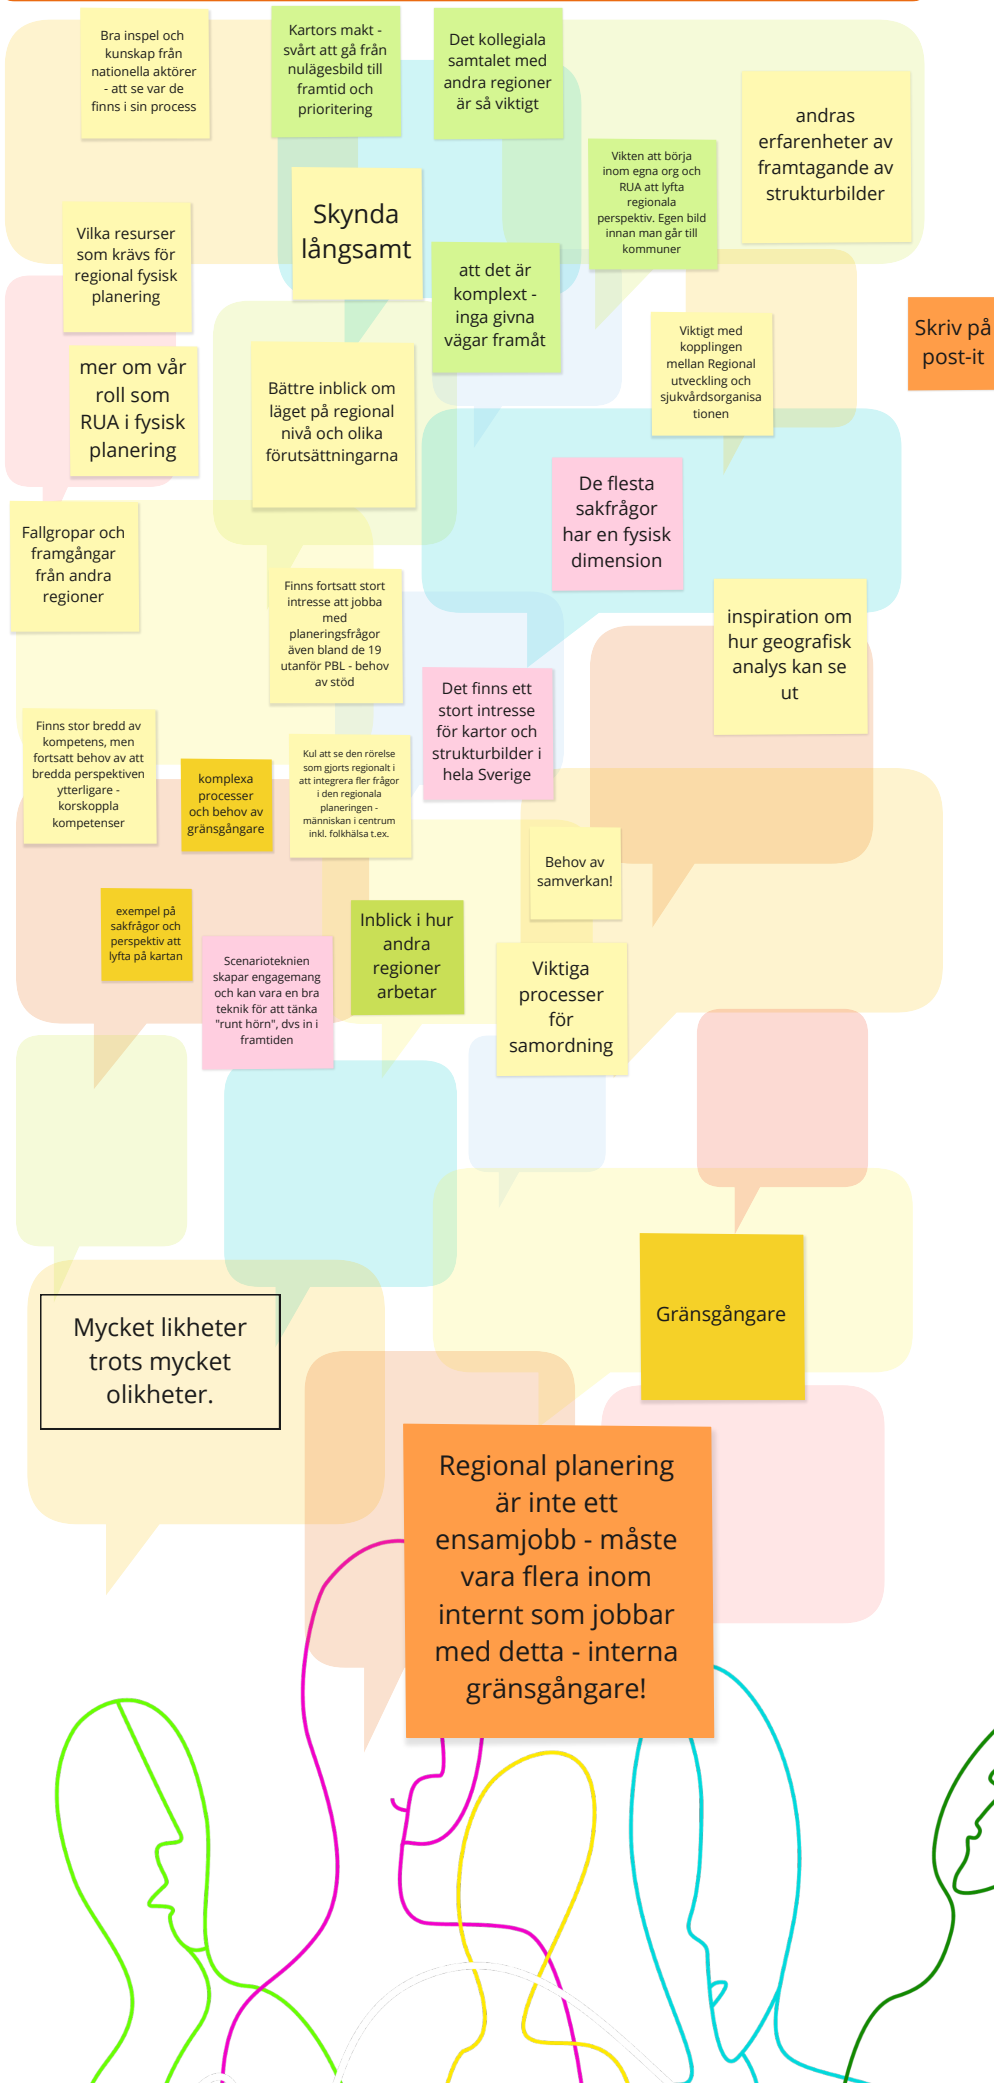 Bra inspel och
kunskap från
nationella aktörer
- att se var de
finns i sin process
Kartors makt -
svårt att gå från
nulägesbild till
framtid och
prioritering
Det kollegiala
samtalet med
andra regioner
är så viktigt
andras
erfarenheter av
framtagande av
strukturbilder
Vikten att börja
inom egna org och
RUA att lyfta
regionala
perspektiv. Egen bild
innan man går till
kommuner
Skynda
långsamt
Vilka resurser
som krävs för
regional fysisk
planering
att det är
komplext -
inga givna
vägar framåt
Skriv på
post-it
Viktigt med
kopplingen
mellan Regional
utveckling och
sjukvårdsorganisa
tionen
mer om vår
roll som
RUA i fysisk
planering
Bättre inblick om
läget på regional
nivå och olika
förutsättningarna
De flesta
sakfrågor
har en fysisk
dimension
Fallgropar och
framgångar
från andra
regioner
Finns fortsatt stort
intresse att jobba
med
planeringsfrågor
även bland de 19
utanför PBL - behov
av stöd
inspiration om
hur geografisk
analys kan se
ut
Det finns ett
stort intresse
för kartor och
strukturbilder i
hela Sverige
Finns stor bredd av
kompetens, men
fortsatt behov av att
bredda perspektiven
ytterligare -
korskoppla
kompetenser
komplexa
processer
och behov av
gränsgångare
Kul att se den rörelse
som gjorts regionalt i
att integrera fler frågor
i den regionala
planeringen -
människan i centrum
inkl. folkhälsa t.ex.
Behov av
samverkan!
exempel på
sakfrågor och
perspektiv att
lyfta på kartan
Scenarioteknien
skapar engagemang
och kan vara en bra
teknik för att tänka
"runt hörn", dvs in i
framtiden
Inblick i hur
andra
regioner
arbetar
Viktiga
processer
för
samordning
Gränsgångare
Mycket likheter
trots mycket
olikheter.
Regional planering
är inte ett
ensamjobb - måste
vara flera inom
internt som jobbar
med detta - interna
gränsgångare!